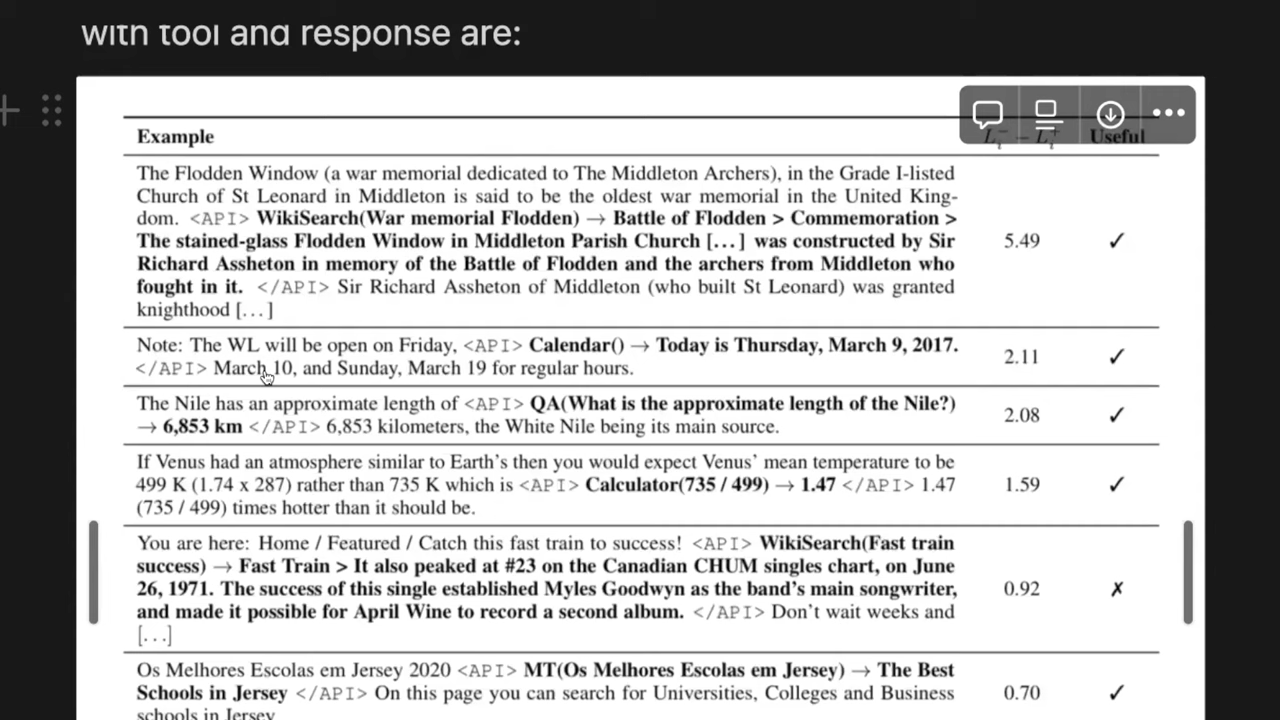 with tool and response are:
Example L_i^- − L_i^+ Useful
The Flodden Window (a war memorial dedicated to The Middleton Archers), in the Grade I-listed
Church of St Leonard in Middleton is said to be the oldest war memorial in the United King-
dom. <API> WikiSearch(War memorial Flodden) → Battle of Flodden > Commemoration >
The stained-glass Flodden Window in Middleton Parish Church [...] was constructed by Sir 5.49 ✓
Richard Assheton in memory of the Battle of Flodden and the archers from Middleton who
fought in it. </API> Sir Richard Assheton of Middleton (who built St Leonard) was granted
knighthood [...]
Note: The WL will be open on Friday, <API> Calendar() → Today is Thursday, March 9, 2017. 2.11 ✓
</API> March 10, and Sunday, March 19 for regular hours.
The Nile has an approximate length of <API> QA(What is the approximate length of the Nile?) 2.08 ✓
→ 6,853 km </API> 6,853 kilometers, the White Nile being its main source.
If Venus had an atmosphere similar to Earth's then you would expect Venus' mean temperature to be
499 K (1.74 x 287) rather than 735 K which is <API> Calculator(735 / 499) → 1.47 </API> 1.47 1.59 ✓
(735 / 499) times hotter than it should be.
You are here: Home / Featured / Catch this fast train to success! <API> WikiSearch(Fast train
success) → Fast Train > It also peaked at #23 on the Canadian CHUM singles chart, on June
26, 1971. The success of this single established Myles Goodwyn as the band's main songwriter, 0.92 ✗
and made it possible for April Wine to record a second album. </API> Don't wait weeks and
[...]
Os Melhores Escolas em Jersey 2020 <API> MT(Os Melhores Escolas em Jersey) → The Best
Schools in Jersey </API> On this page you can search for Universities, Colleges and Business 0.70 ✓
schools in Jersey